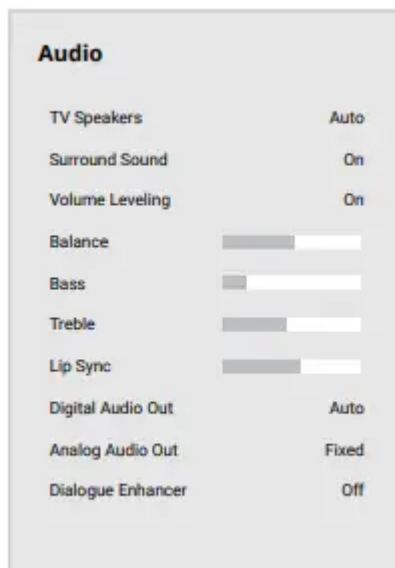 Audio
TV Speakers Auto
Surround Sound On
Volume Leveling On
Balance
Bass
Treble
Lip Sync
Digital Audio Out Auto
Analog Audio Out Fixed
Dialogue Enhancer Off